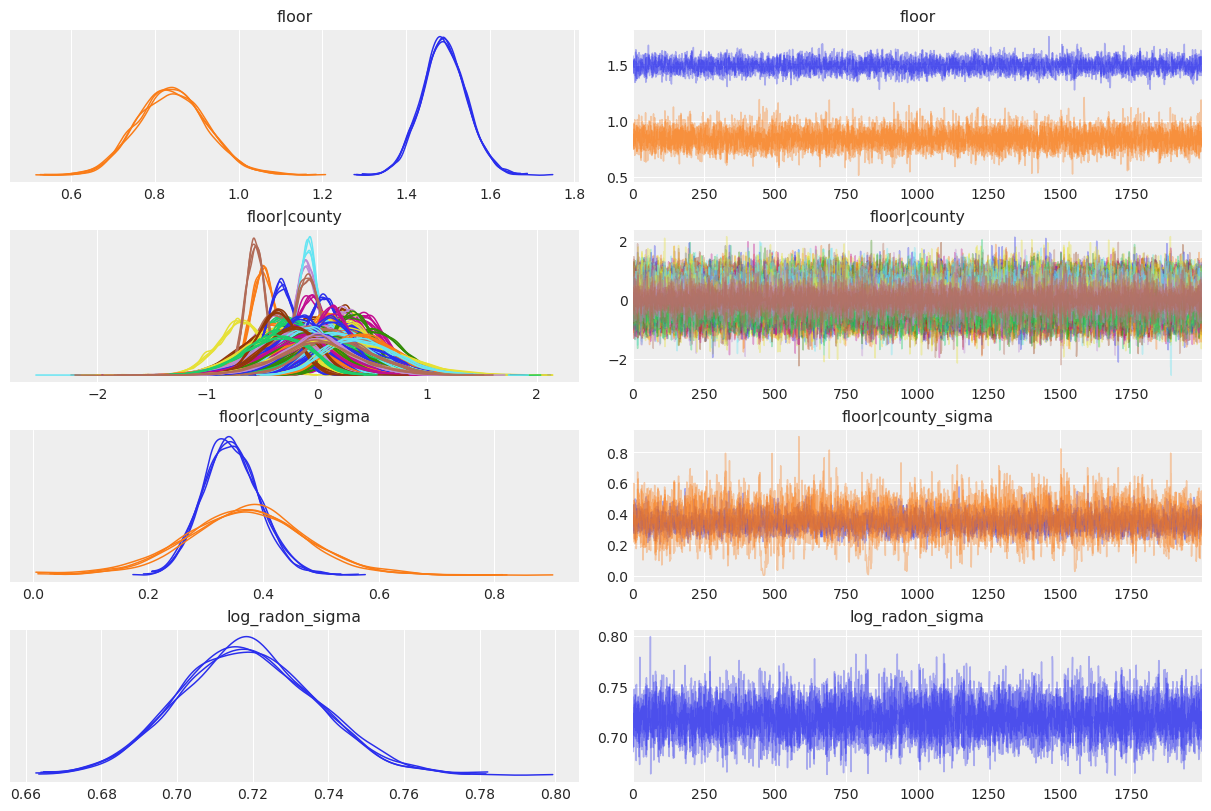 floor floor
0.6 0.8 1.0 1.2 1.4 1.6 1.8
1.5
1.0
0.5
0 250 500 750 1000 1250 1500 1750
floor|county floor|county
−2 −1 0 1 2
2
0
−2
0 250 500 750 1000 1250 1500 1750
floor|county_sigma floor|county_sigma
0.0 0.2 0.4 0.6 0.8
0.8
0.6
0.4
0.2
0.0
0 250 500 750 1000 1250 1500 1750
log_radon_sigma log_radon_sigma
0.66 0.68 0.70 0.72 0.74 0.76 0.78 0.80
0.80
0.75
0.70
0 250 500 750 1000 1250 1500 1750